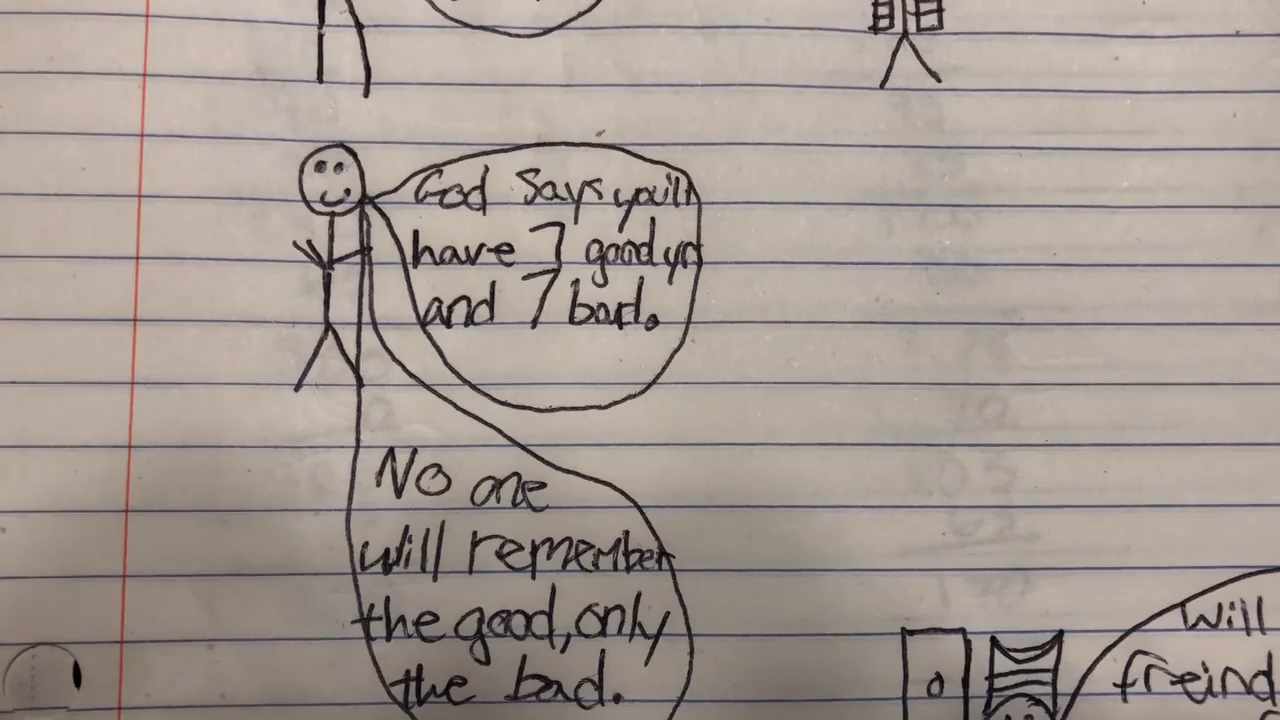 God says you'll
have 7 good yr
and 7 bad.
No one
will remember
the good, only
the bad.
Will
freind